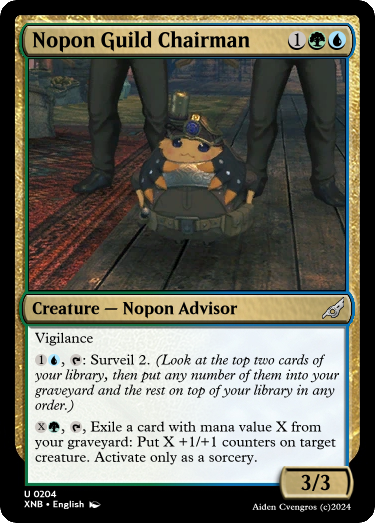 Nopon Guild Chairman 1GU
Creature — Nopon Advisor
Vigilance
1U, T: Surveil 2. (Look at the top two cards of
your library, then put any number of them into your
graveyard and the rest on top of your library in any
order.)
XG, T, Exile a card with mana value X from
your graveyard: Put X +1/+1 counters on target
creature. Activate only as a sorcery.
3/3
U 0204
XNB • English
Aiden Cvengros (c)2024